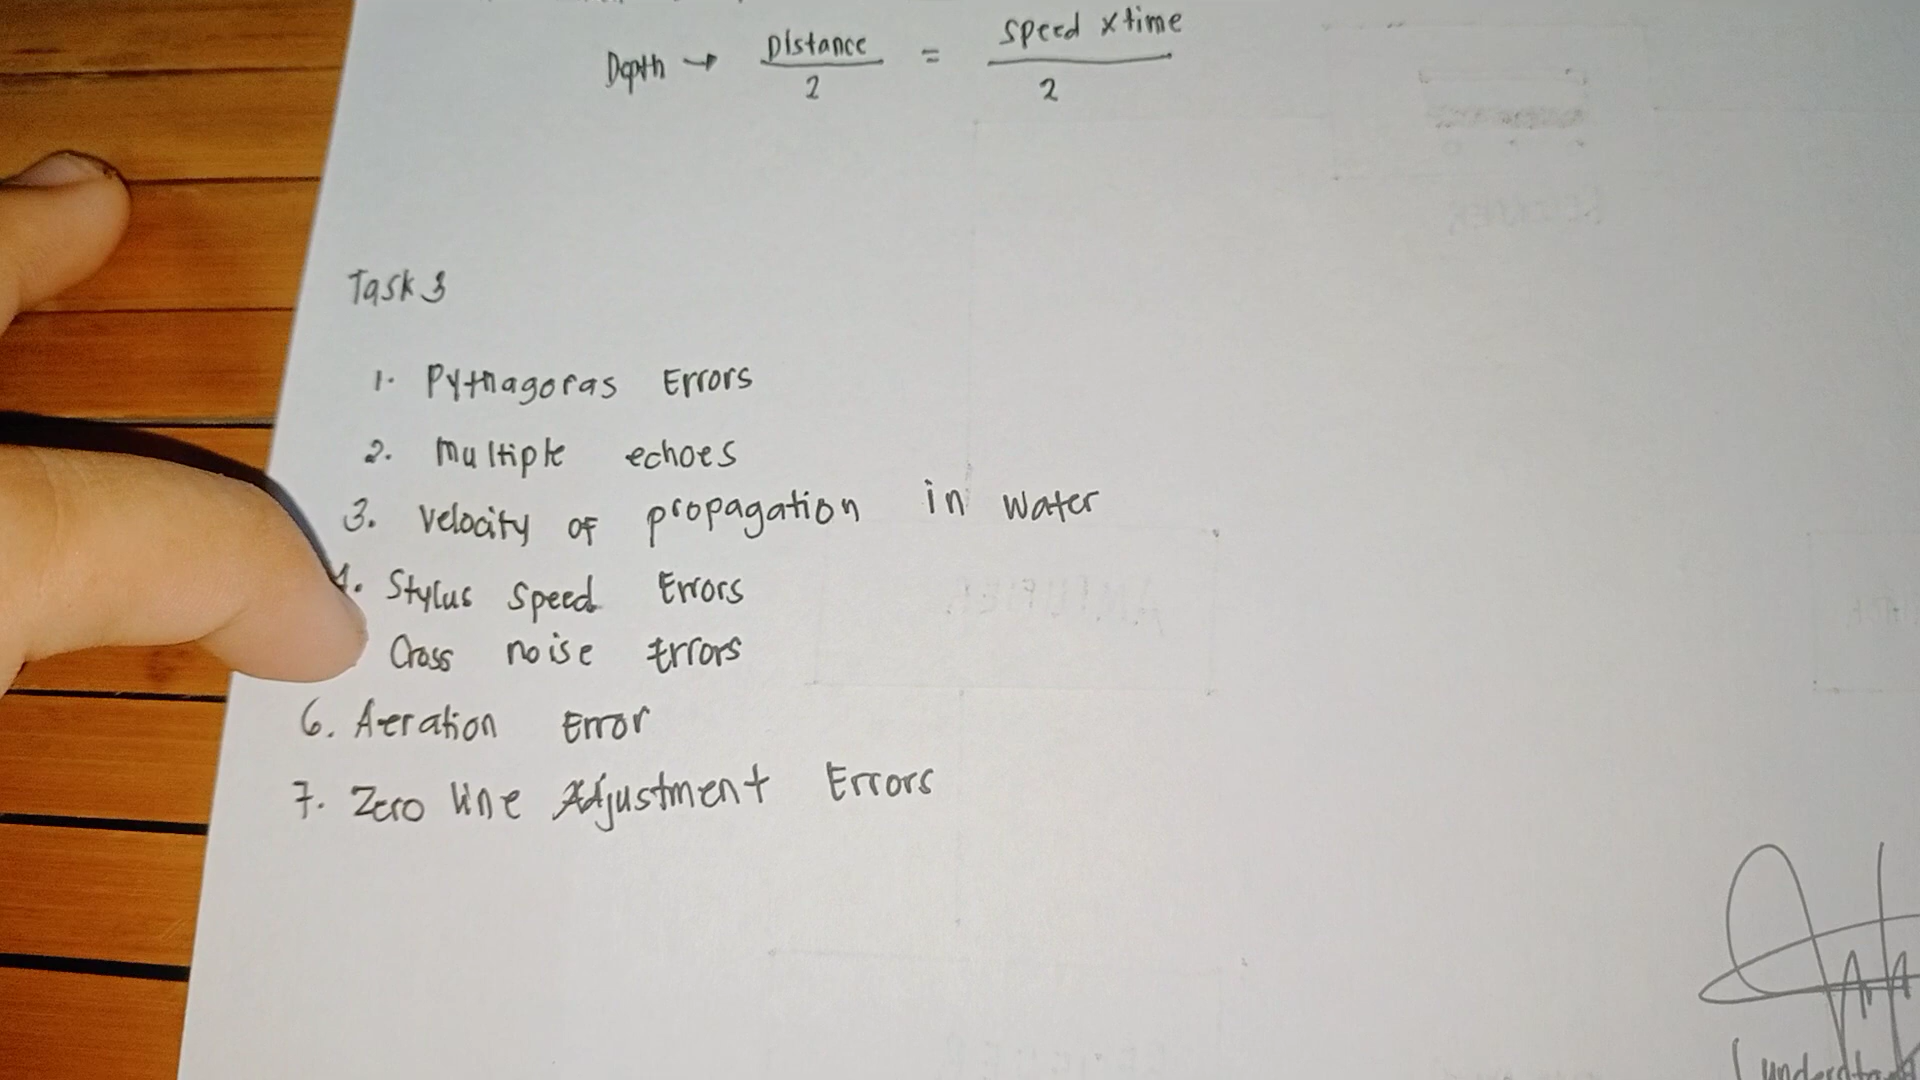 Depth → Distance / 2 = Speed x time / 2
Task 3
1. Pythagoras Errors
2. Multiple echoes
3. Velocity of propagation in water
4. Stylus Speed Errors
Cross noise Errors
6. Aeration Error
7. Zero line Adjustment Errors